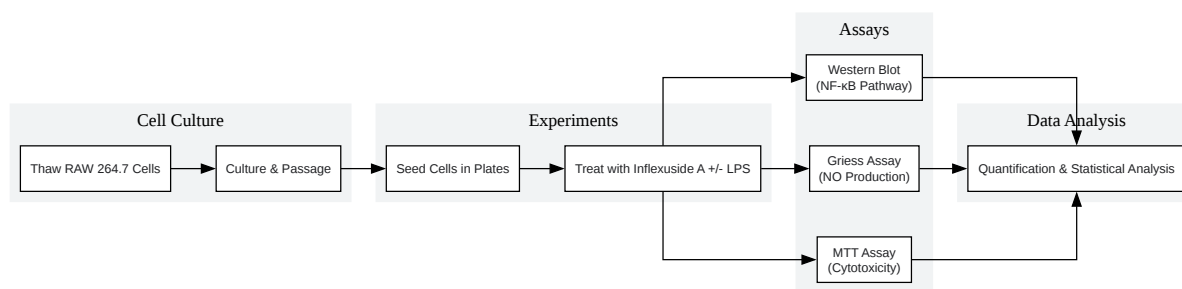 Cell Culture
Thaw RAW 264.7 Cells
Culture & Passage
Experiments
Seed Cells in Plates
Treat with Inflexuside A +/- LPS
Assays
Western Blot
(NF-κB Pathway)
Griess Assay
(NO Production)
MTT Assay
(Cytotoxicity)
Data Analysis
Quantification & Statistical Analysis